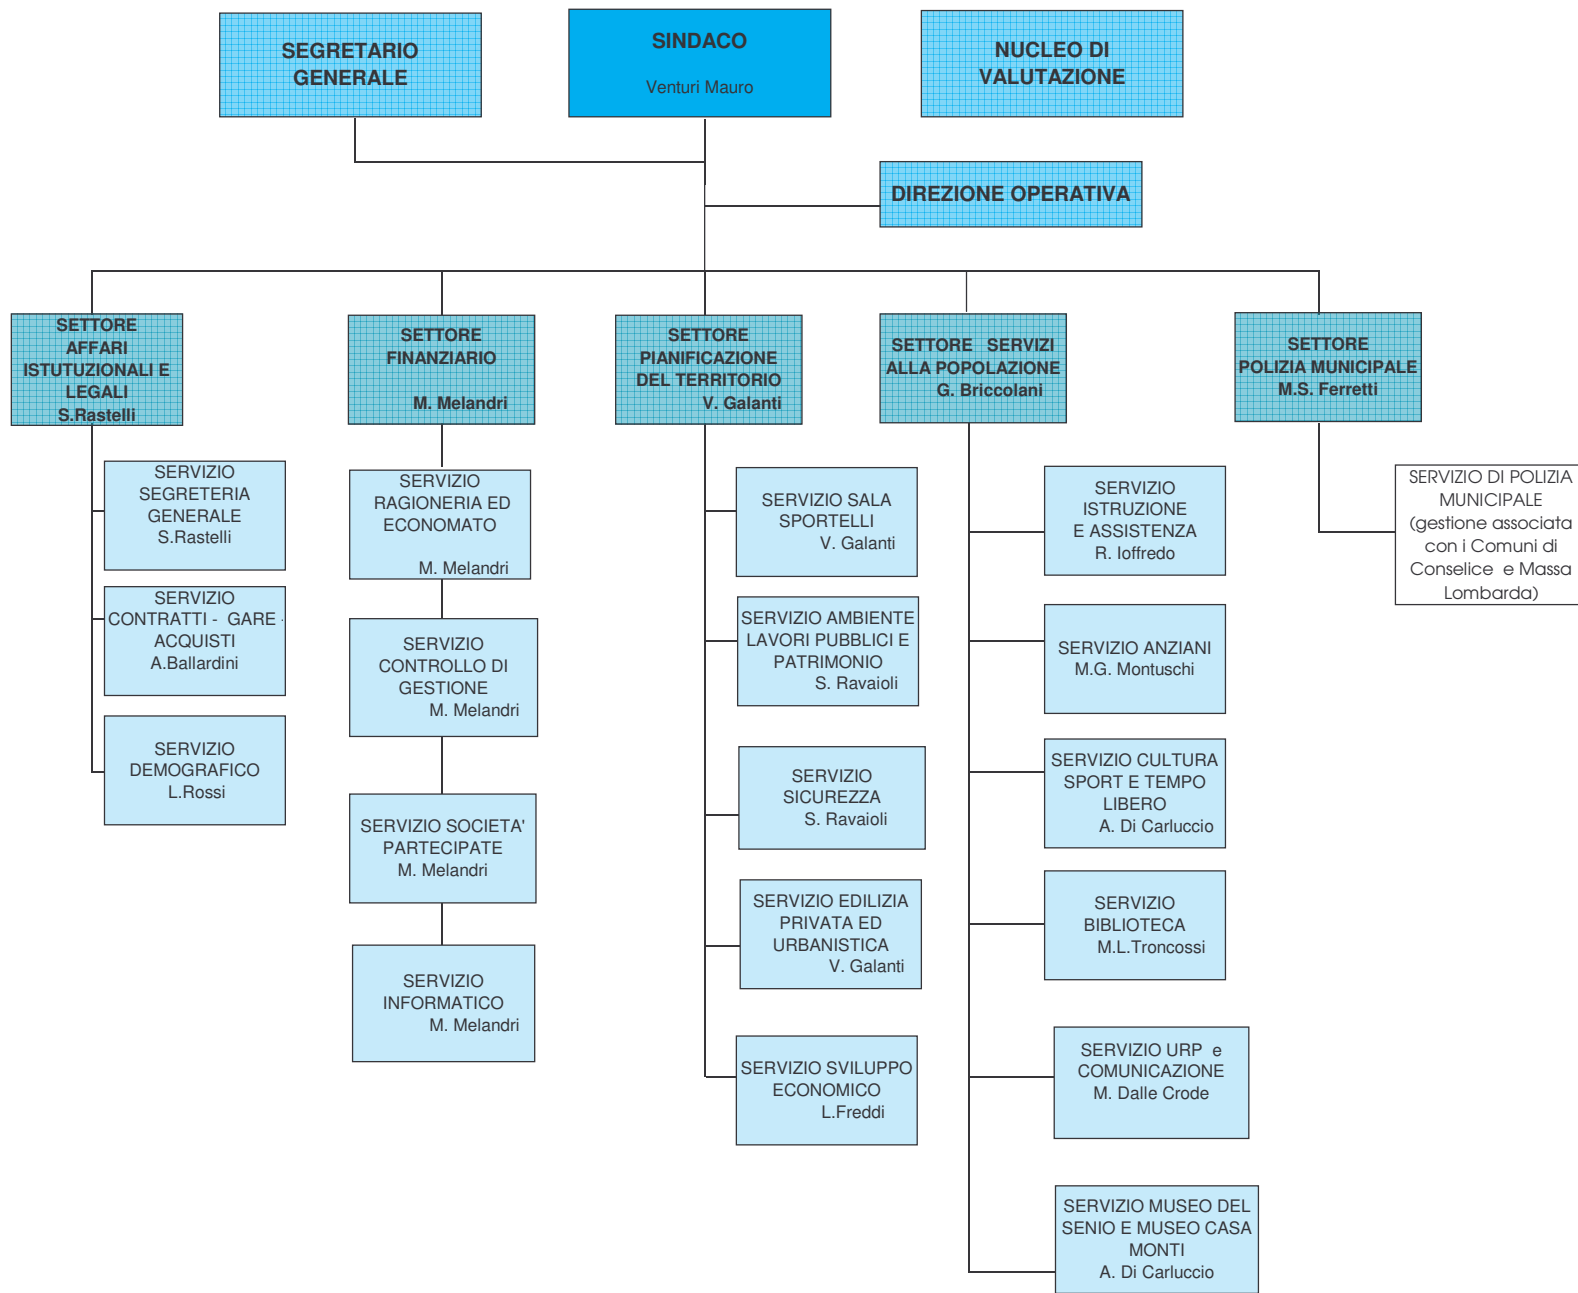 SEGRETARIO
GENERALE
SINDACO
Venturi Mauro
NUCLEO DI
VALUTAZIONE
DIREZIONE OPERATIVA
SETTORE
AFFARI
ISTUTUZIONALI E
LEGALI
S.Rastelli
SETTORE
FINANZIARIO
M. Melandri
SETTORE
PIANIFICAZIONE
DEL TERRITORIO
V. Galanti
SETTORE SERVIZI
ALLA POPOLAZIONE
G. Briccolani
SETTORE
POLIZIA MUNICIPALE
M.S. Ferretti
SERVIZIO
SEGRETERIA
GENERALE
S.Rastelli
SERVIZIO
CONTRATTI - GARE -
ACQUISTI
A.Ballardini
SERVIZIO
DEMOGRAFICO
L.Rossi
SERVIZIO
RAGIONERIA ED
ECONOMATO
M. Melandri
SERVIZIO
CONTROLLO DI
GESTIONE
M. Melandri
SERVIZIO SOCIETA'
PARTECIPATE
M. Melandri
SERVIZIO
INFORMATICO
M. Melandri
SERVIZIO SALA
SPORTELLI
V. Galanti
SERVIZIO AMBIENTE
LAVORI PUBBLICI E
PATRIMONIO
S. Ravaioli
SERVIZIO
SICUREZZA
S. Ravaioli
SERVIZIO EDILIZIA
PRIVATA ED
URBANISTICA
V. Galanti
SERVIZIO SVILUPPO
ECONOMICO
L.Freddi
SERVIZIO
ISTRUZIONE
E ASSISTENZA
R. Ioffredo
SERVIZIO ANZIANI
M.G. Montuschi
SERVIZIO CULTURA
SPORT E TEMPO
LIBERO
A. Di Carluccio
SERVIZIO
BIBLIOTECA
M.L.Troncossi
SERVIZIO URP e
COMUNICAZIONE
M. Dalle Crode
SERVIZIO MUSEO DEL
SENIO E MUSEO CASA
MONTI
A. Di Carluccio
SERVIZIO DI POLIZIA
MUNICIPALE
(gestione associata
con i Comuni di
Conselice e Massa
Lombarda)